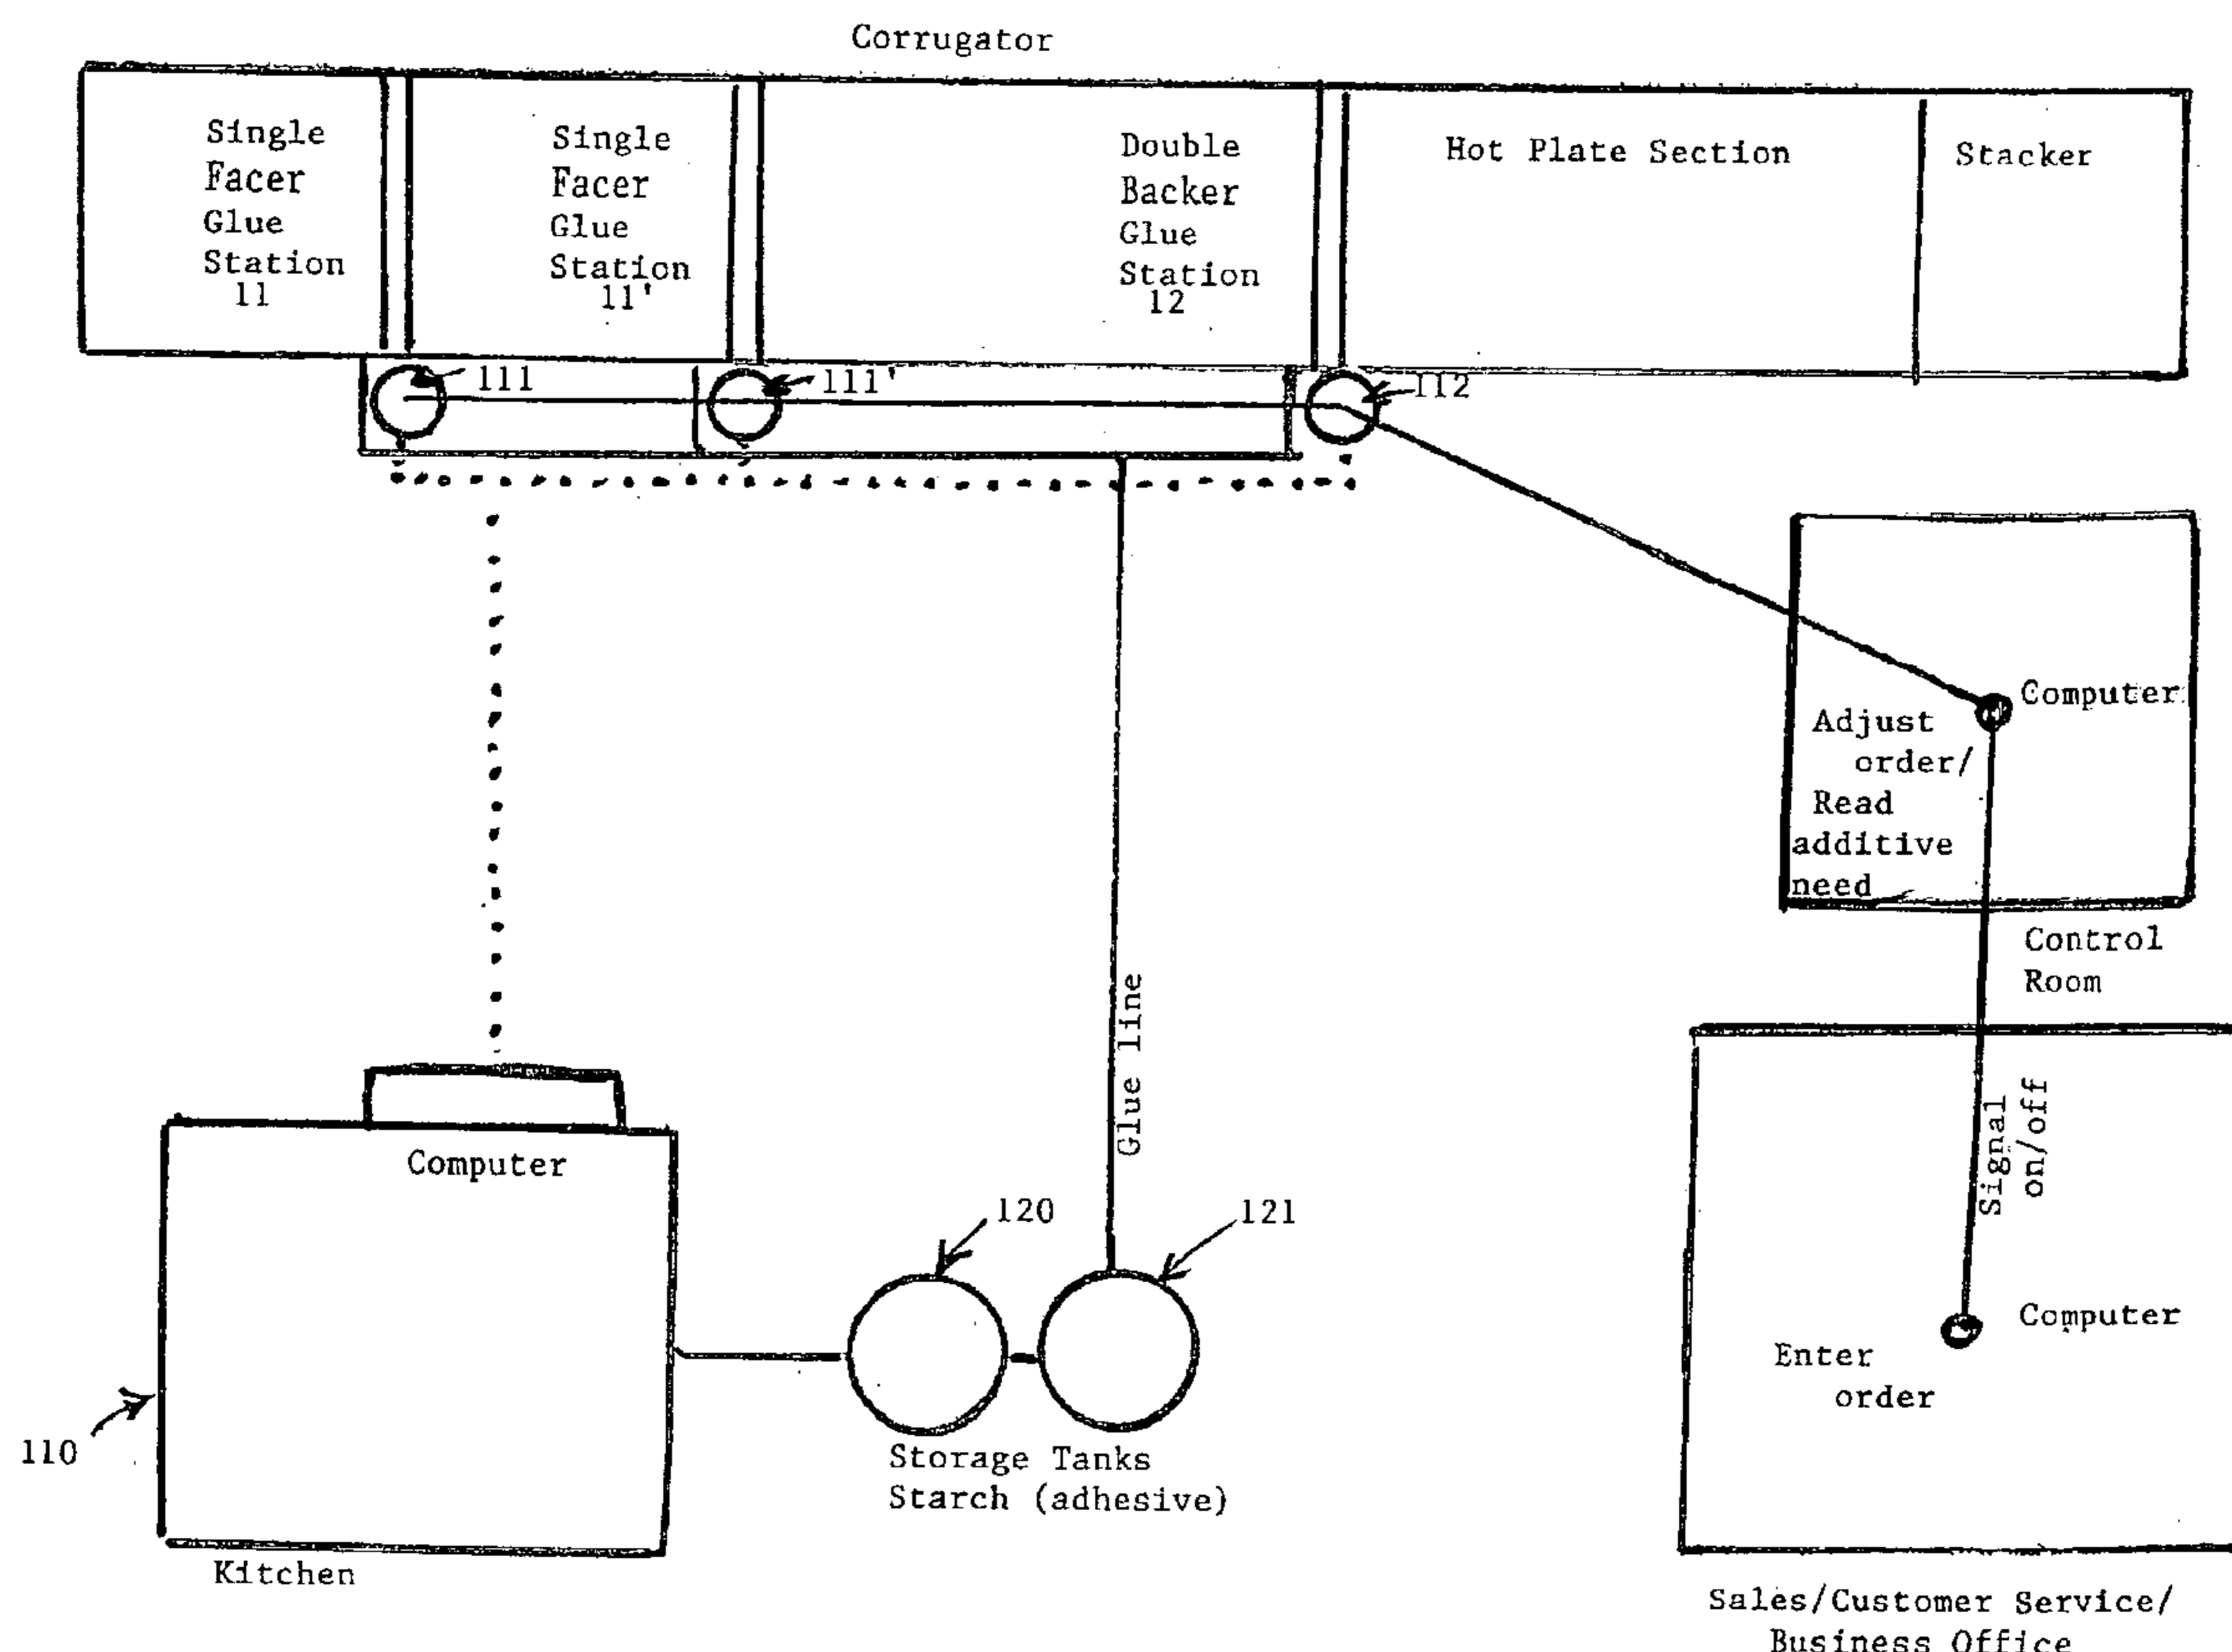 Corrugator
Single
Facer
Glue
Station
11
Single
Facer
Glue
Station
11'
Double
Backer
Glue
Station
12
Hot Plate Section
Stacker
111
111'
112
Computer
Adjust
order/
Read
additive
need
Control
Room
Glue line
Signal
on/off
Computer
120
121
110
Computer
Enter
order
Storage Tanks
Starch (adhesive)
Kitchen
Sales/Customer Service/
Business Office